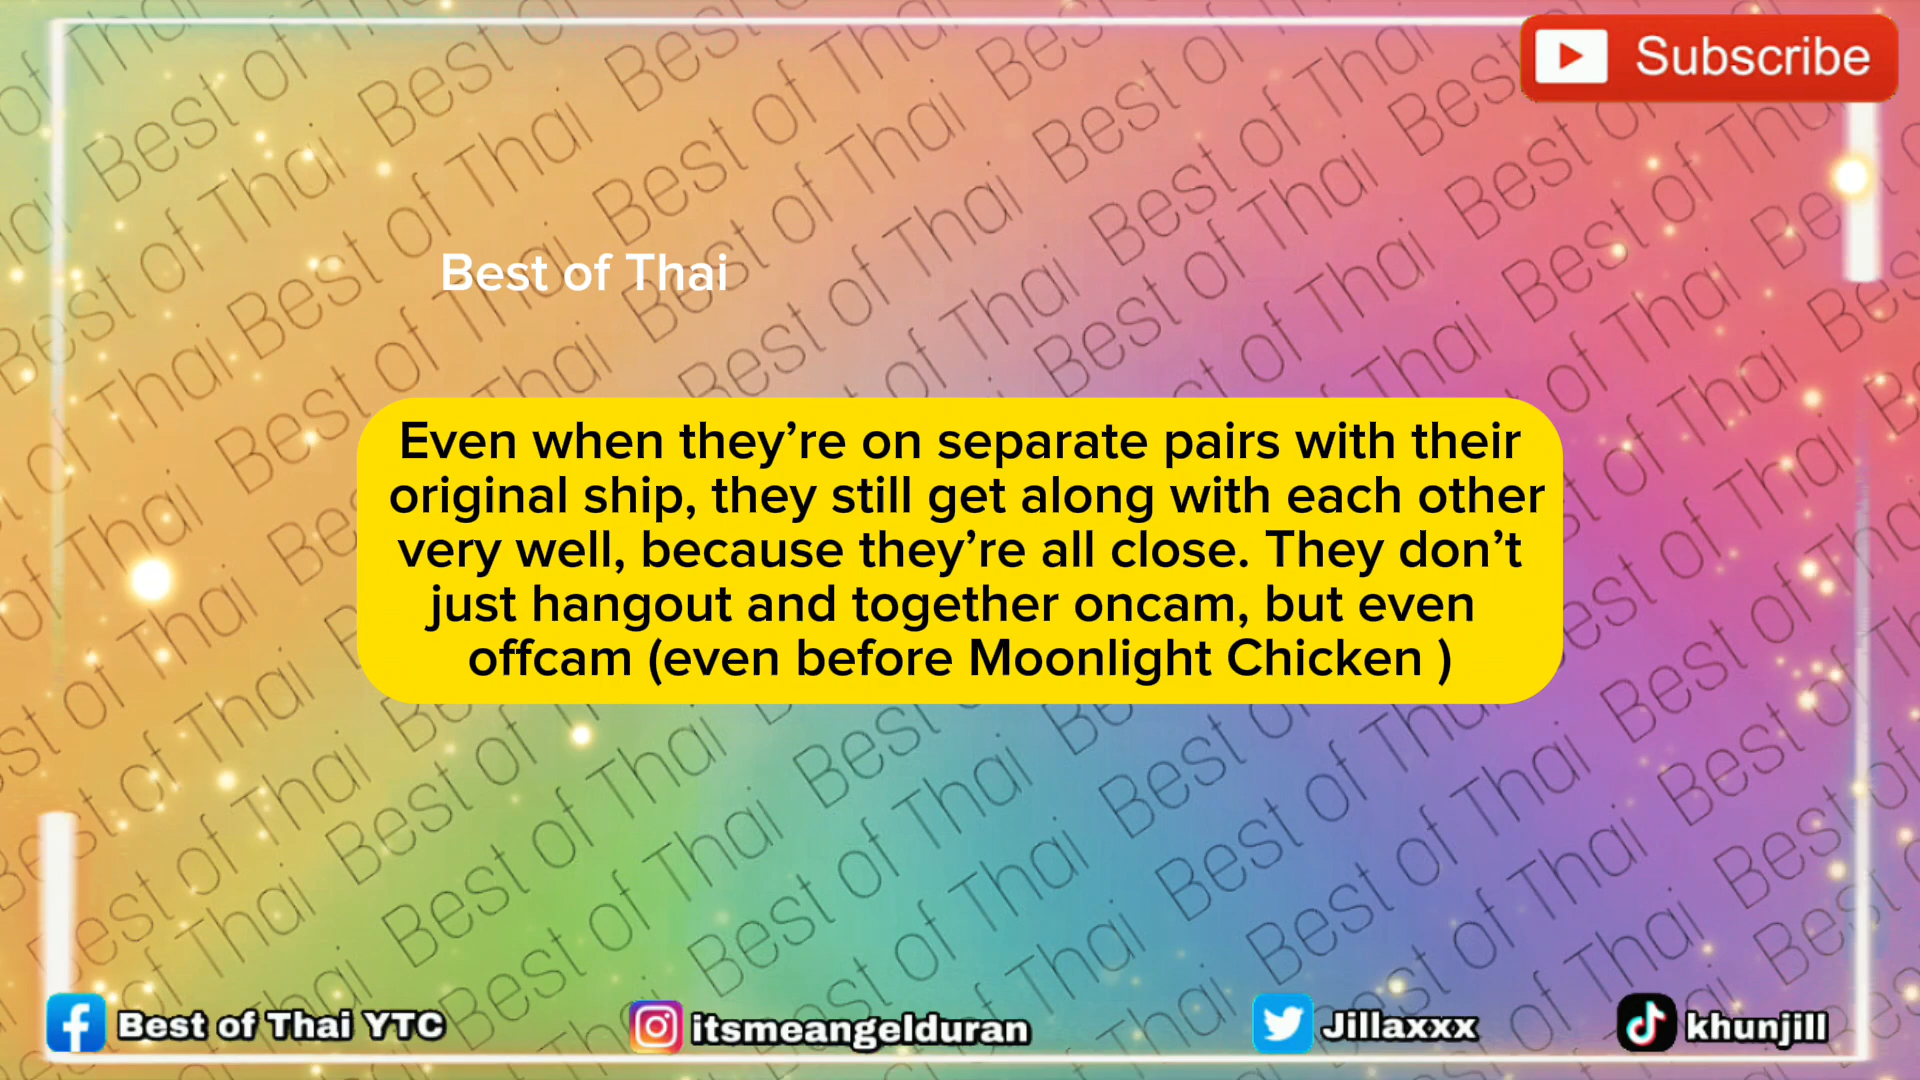 Subscribe
Best of Thai
Even when they’re on separate pairs with their
original ship, they still get along with each other
very well, because they’re all close. They don’t
just hangout and together oncam, but even
offcam (even before Moonlight Chicken )
Best of Thai YTC
itsmeangelduran
Jillaxxx
khunjill